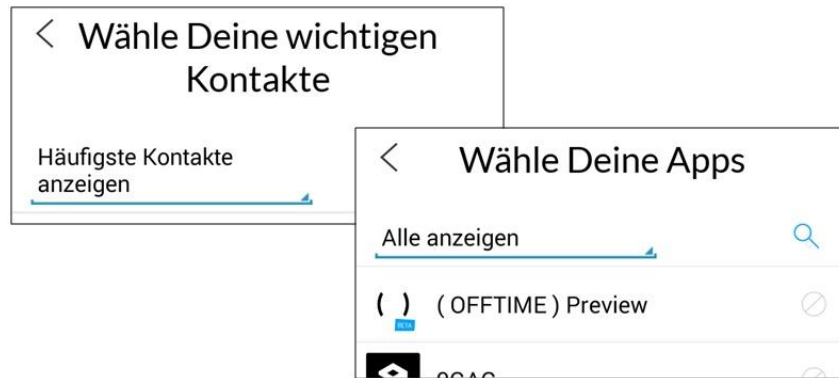 Wähle Deine wichtigen
Kontakte
Häufigste Kontakte
anzeigen
Wähle Deine Apps
Alle anzeigen
( OFFTIME ) Preview
BETA